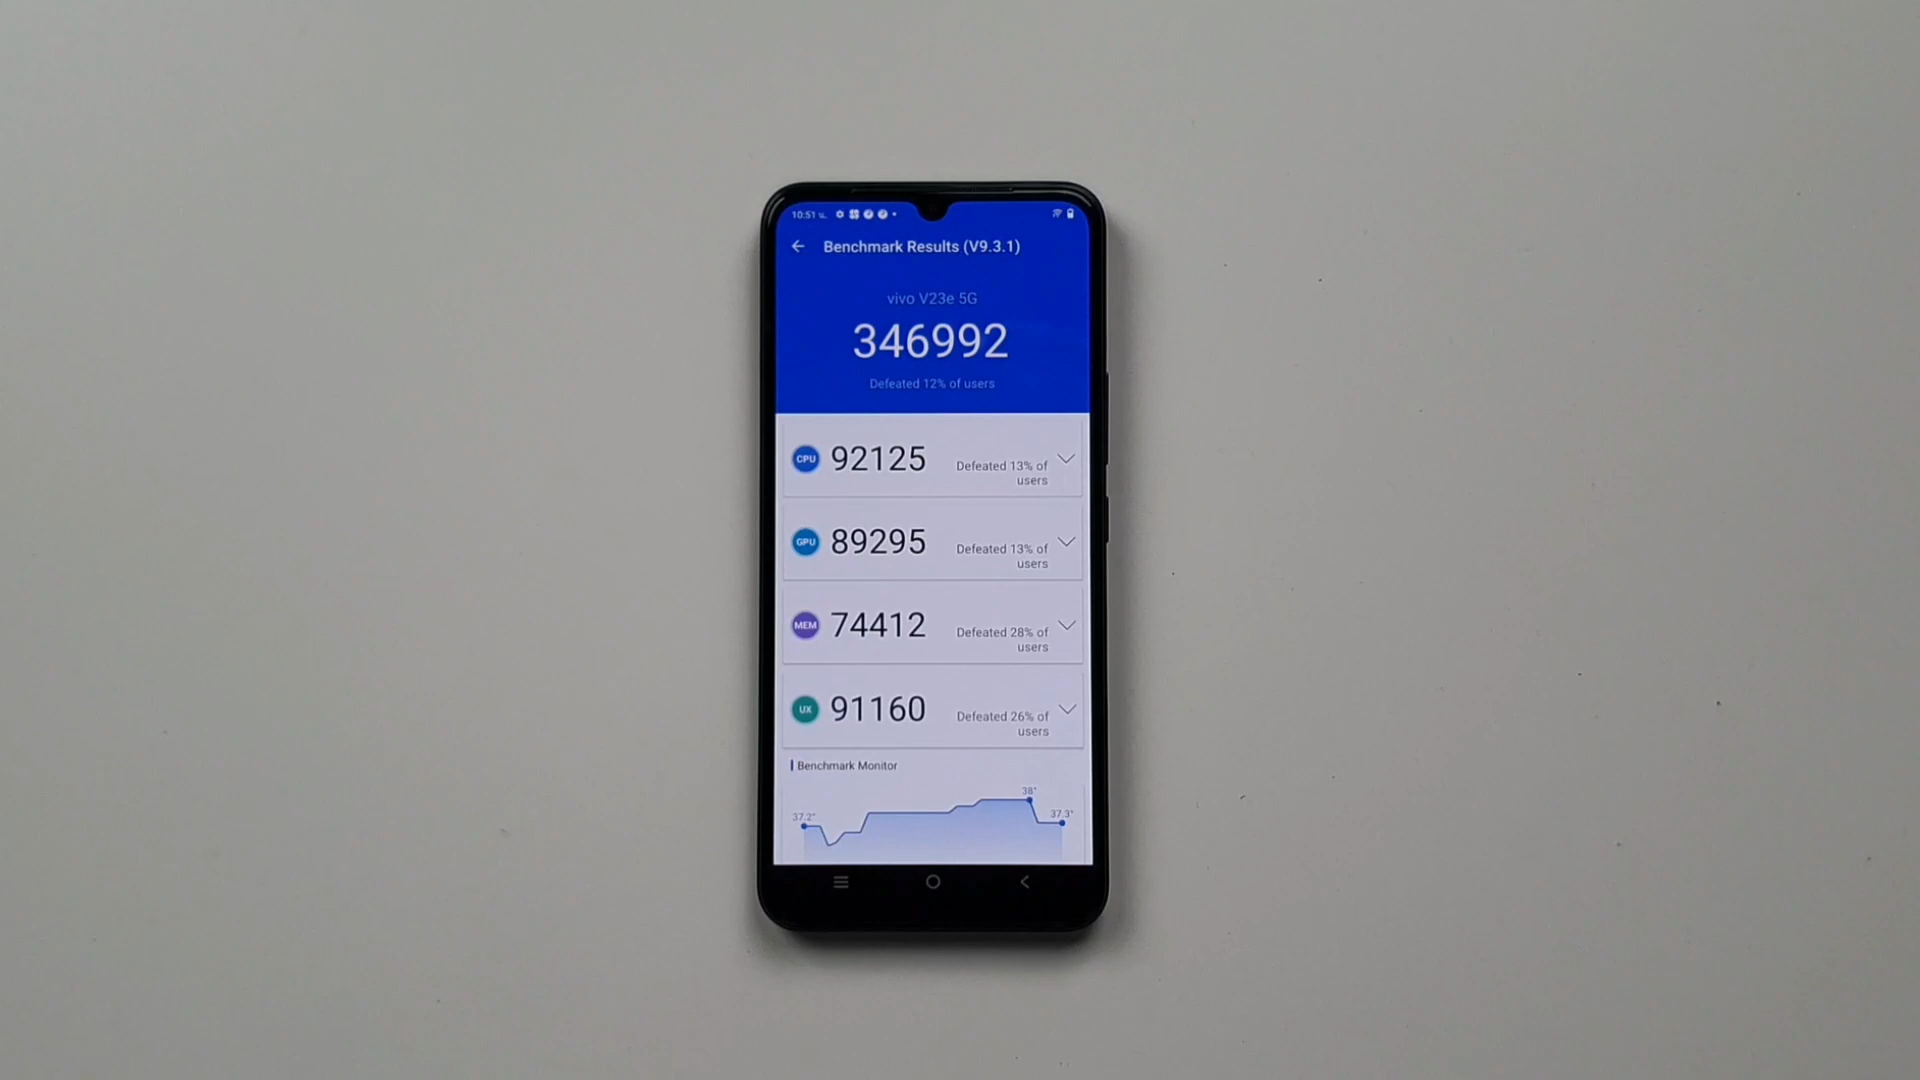 10:51 น.
Benchmark Results (V9.3.1)
vivo V23e 5G
346992
Defeated 12% of users
CPU 92125 Defeated 13% of
users
GPU 89295 Defeated 13% of
users
MEM 74412 Defeated 28% of
users
UX 91160 Defeated 26% of
users
Benchmark Monitor
37.2° 38° 37.3°